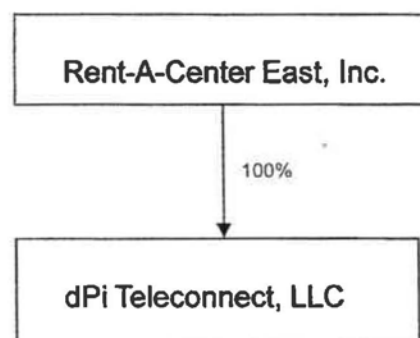 Rent-A-Center East, Inc.
100%
dPi Teleconnect, LLC